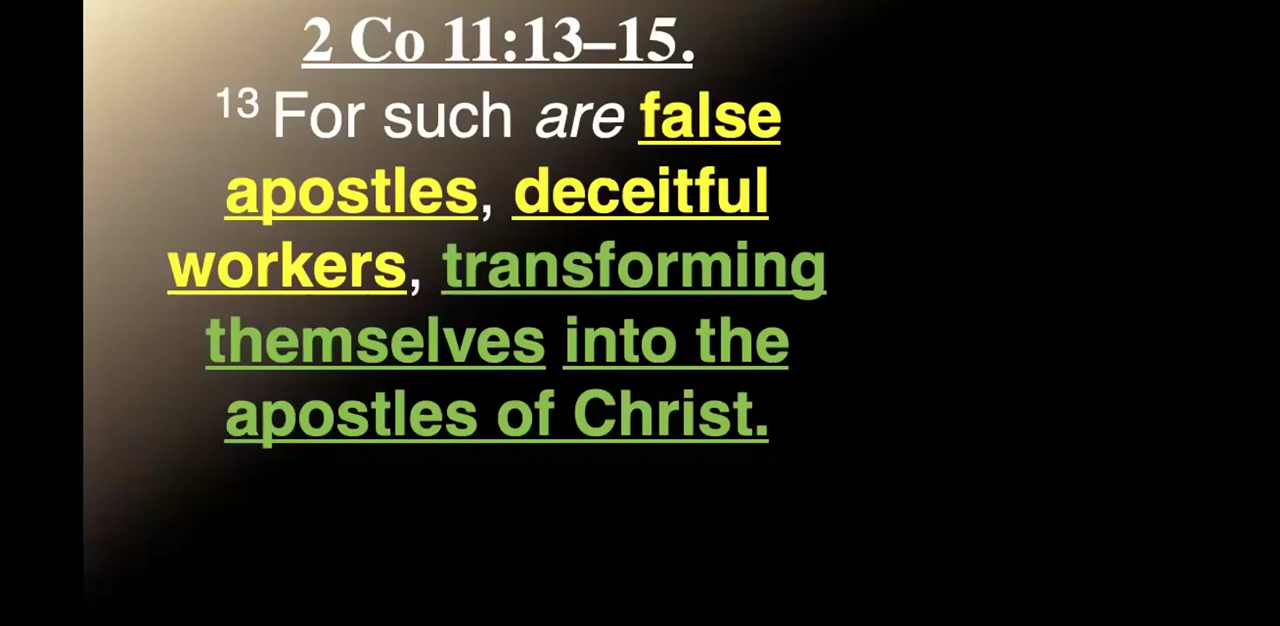 2 Co 11:13–15.
13 For such are false
apostles, deceitful
workers, transforming
themselves into the
apostles of Christ.